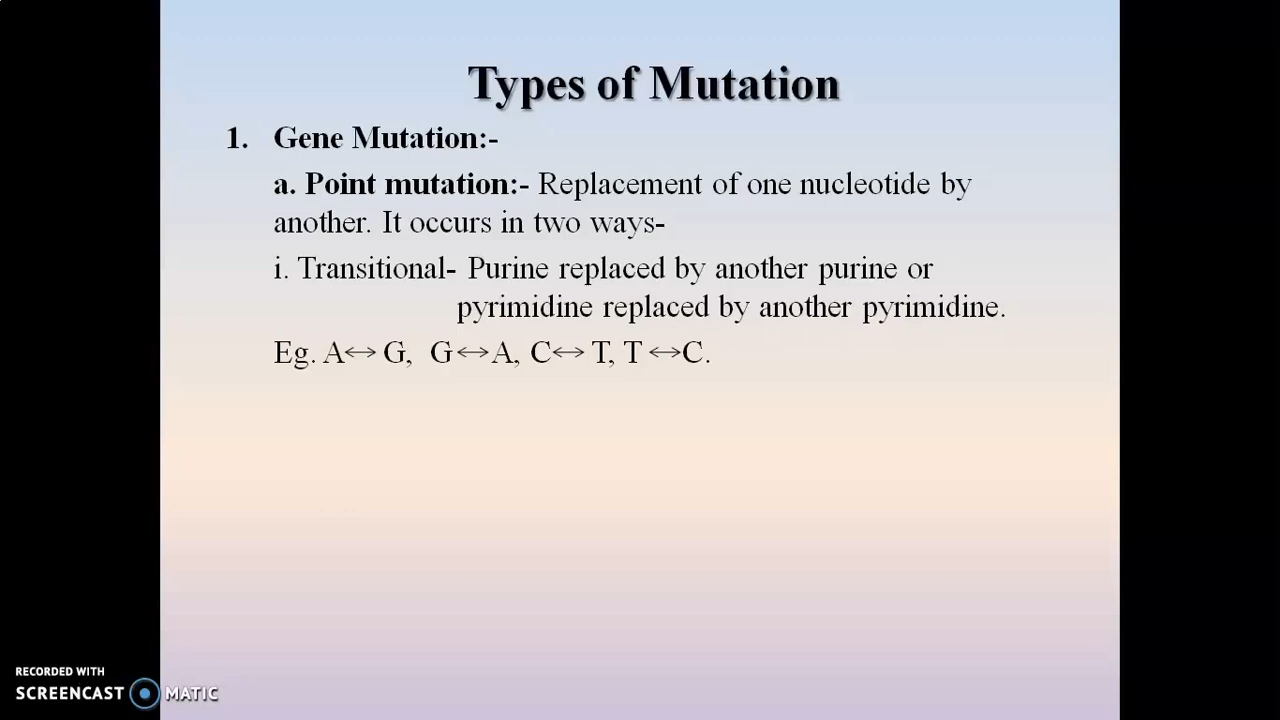 Types of Mutation
1. Gene Mutation:-
a. Point mutation:- Replacement of one nucleotide by
another. It occurs in two ways-
i. Transitional- Purine replaced by another purine or
pyrimidine replaced by another pyrimidine.
Eg. A↔G, G↔A, C↔T, T↔C.
RECORDED WITH
SCREENCAST MATIC